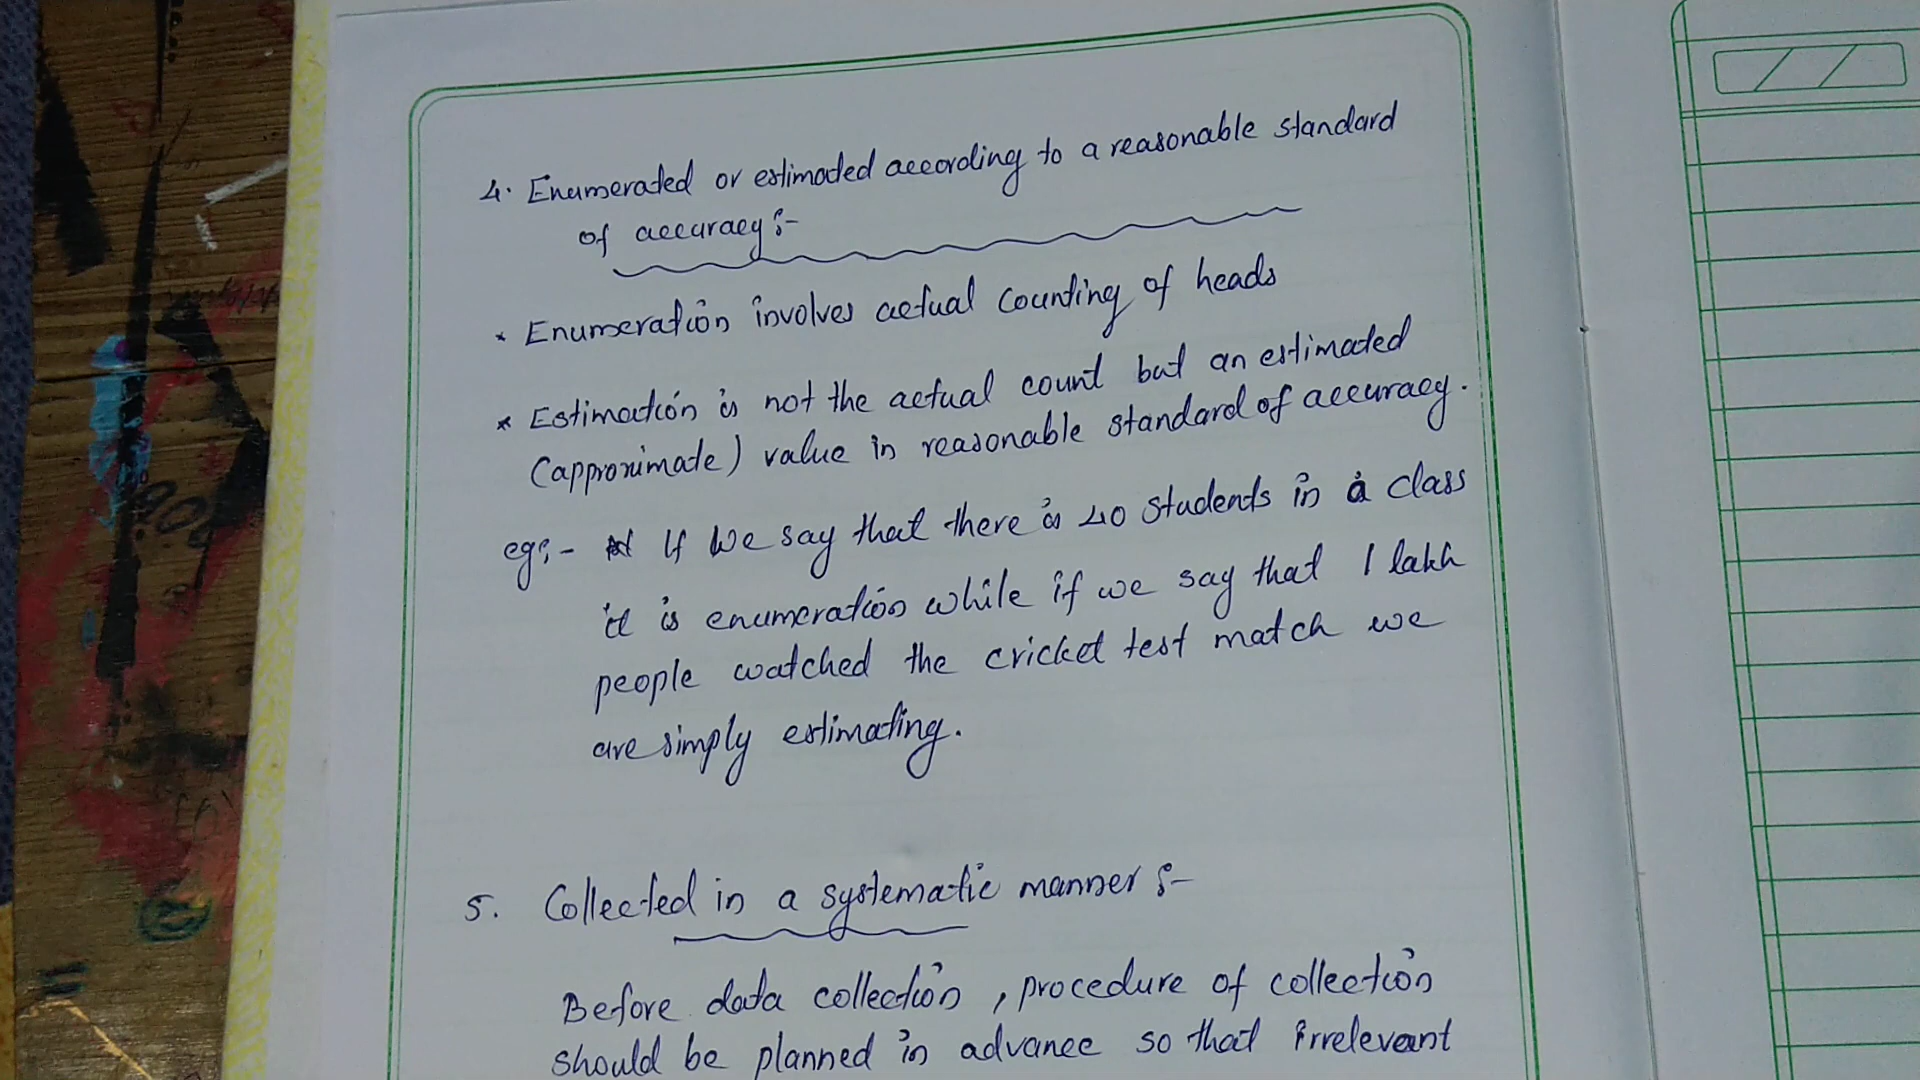 4. Enumerated or estimated according to a reasonable standard
of accuracy :-
* Enumeration involves actual counting of heads
* Estimation is not the actual count but an estimated
(approximate) value in reasonable standard of accuracy.
eg:- If we say that there is 40 students in a class
it is enumeration while if we say that 1 lakh
people watched the cricket test match we
are simply estimating.
5. Collected in a systematic manner :-
Before data collection, procedure of collection
should be planned in advance so that irrelevant